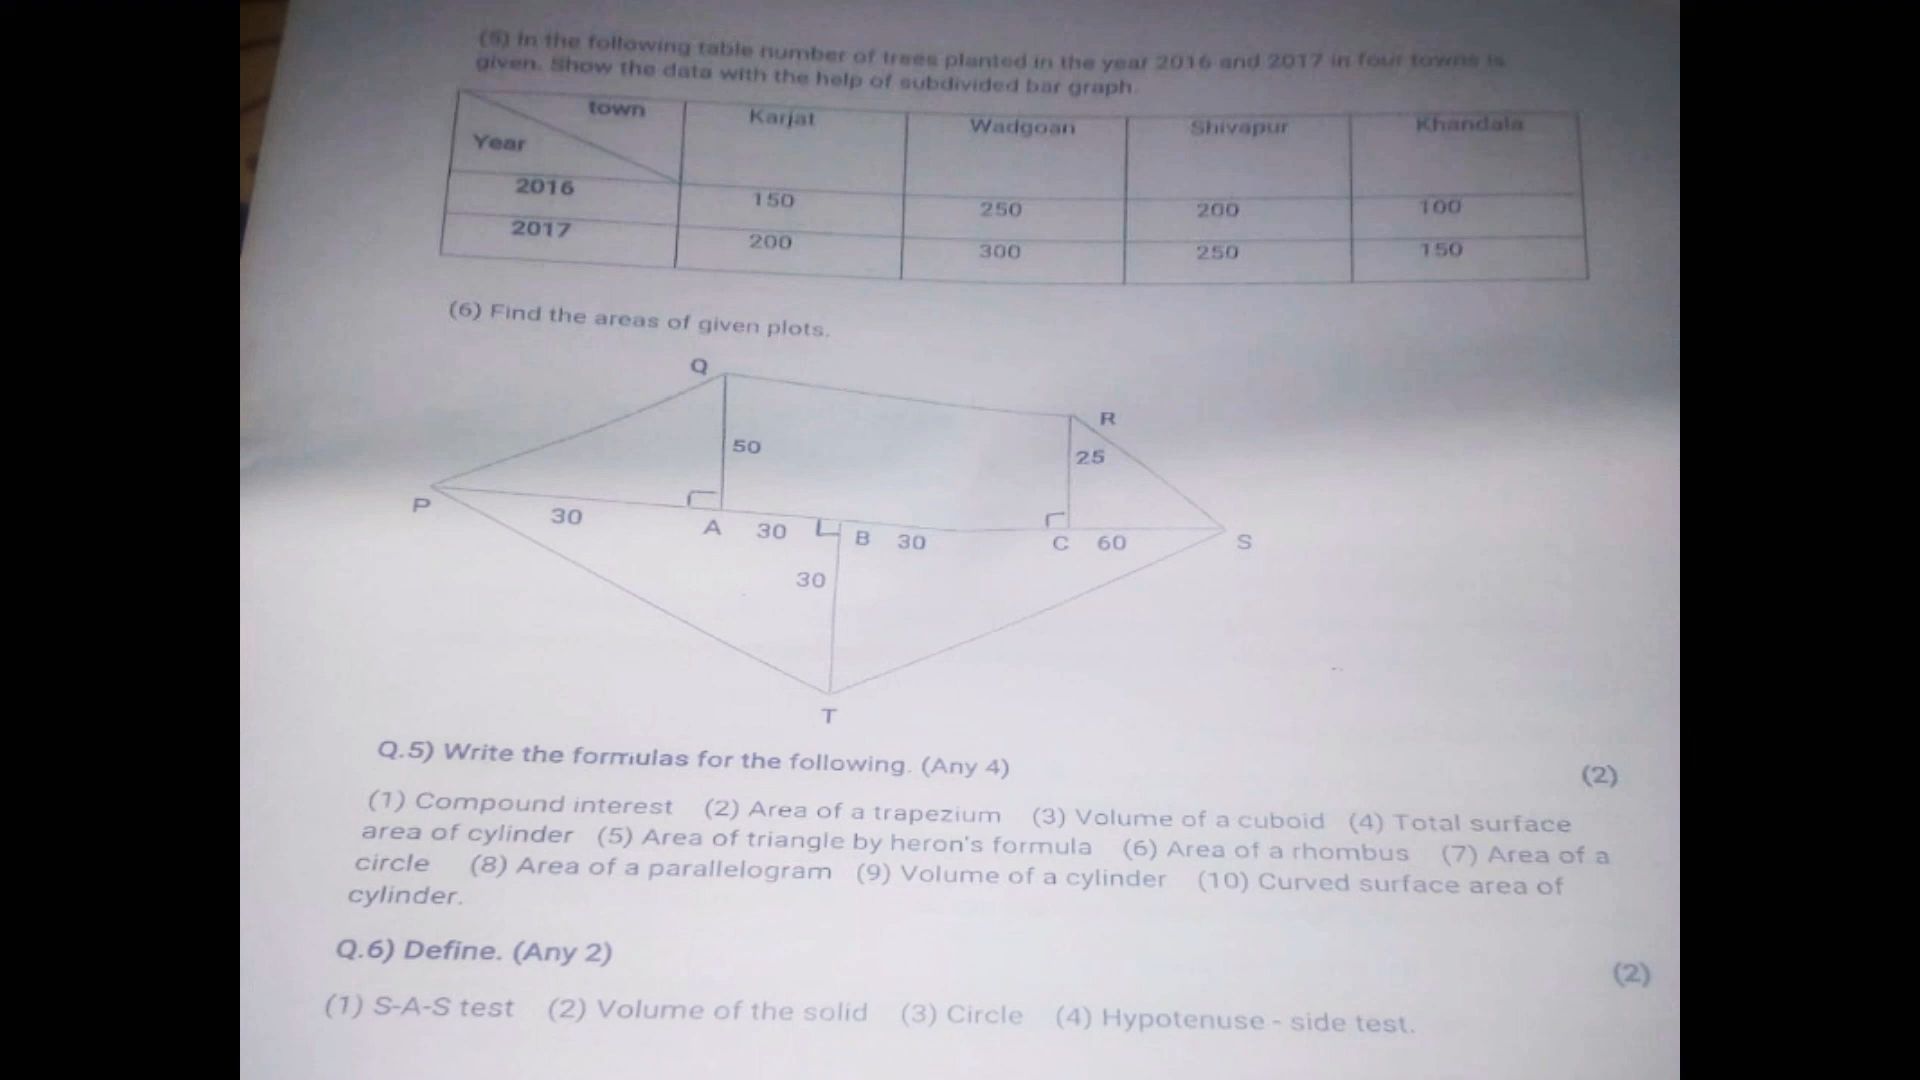 (5) In the following table number of trees planted in the year 2016 and 2017 in four towns is
given. Show the data with the help of subdivided bar graph.
town Karjat Wadgoan Shivapur Khandala
Year
2016 150 250 200 100
2017 200 300 250 150
(6) Find the areas of given plots.
Q
R
50
25
P
30
A 30 B 30 C 60 S
30
T
Q.5) Write the formulas for the following. (Any 4) (2)
(1) Compound interest (2) Area of a trapezium (3) Volume of a cuboid (4) Total surface
area of cylinder (5) Area of triangle by heron's formula (6) Area of a rhombus (7) Area of a
circle (8) Area of a parallelogram (9) Volume of a cylinder (10) Curved surface area of
cylinder.
Q.6) Define. (Any 2) (2)
(1) S-A-S test (2) Volume of the solid (3) Circle (4) Hypotenuse - side test.